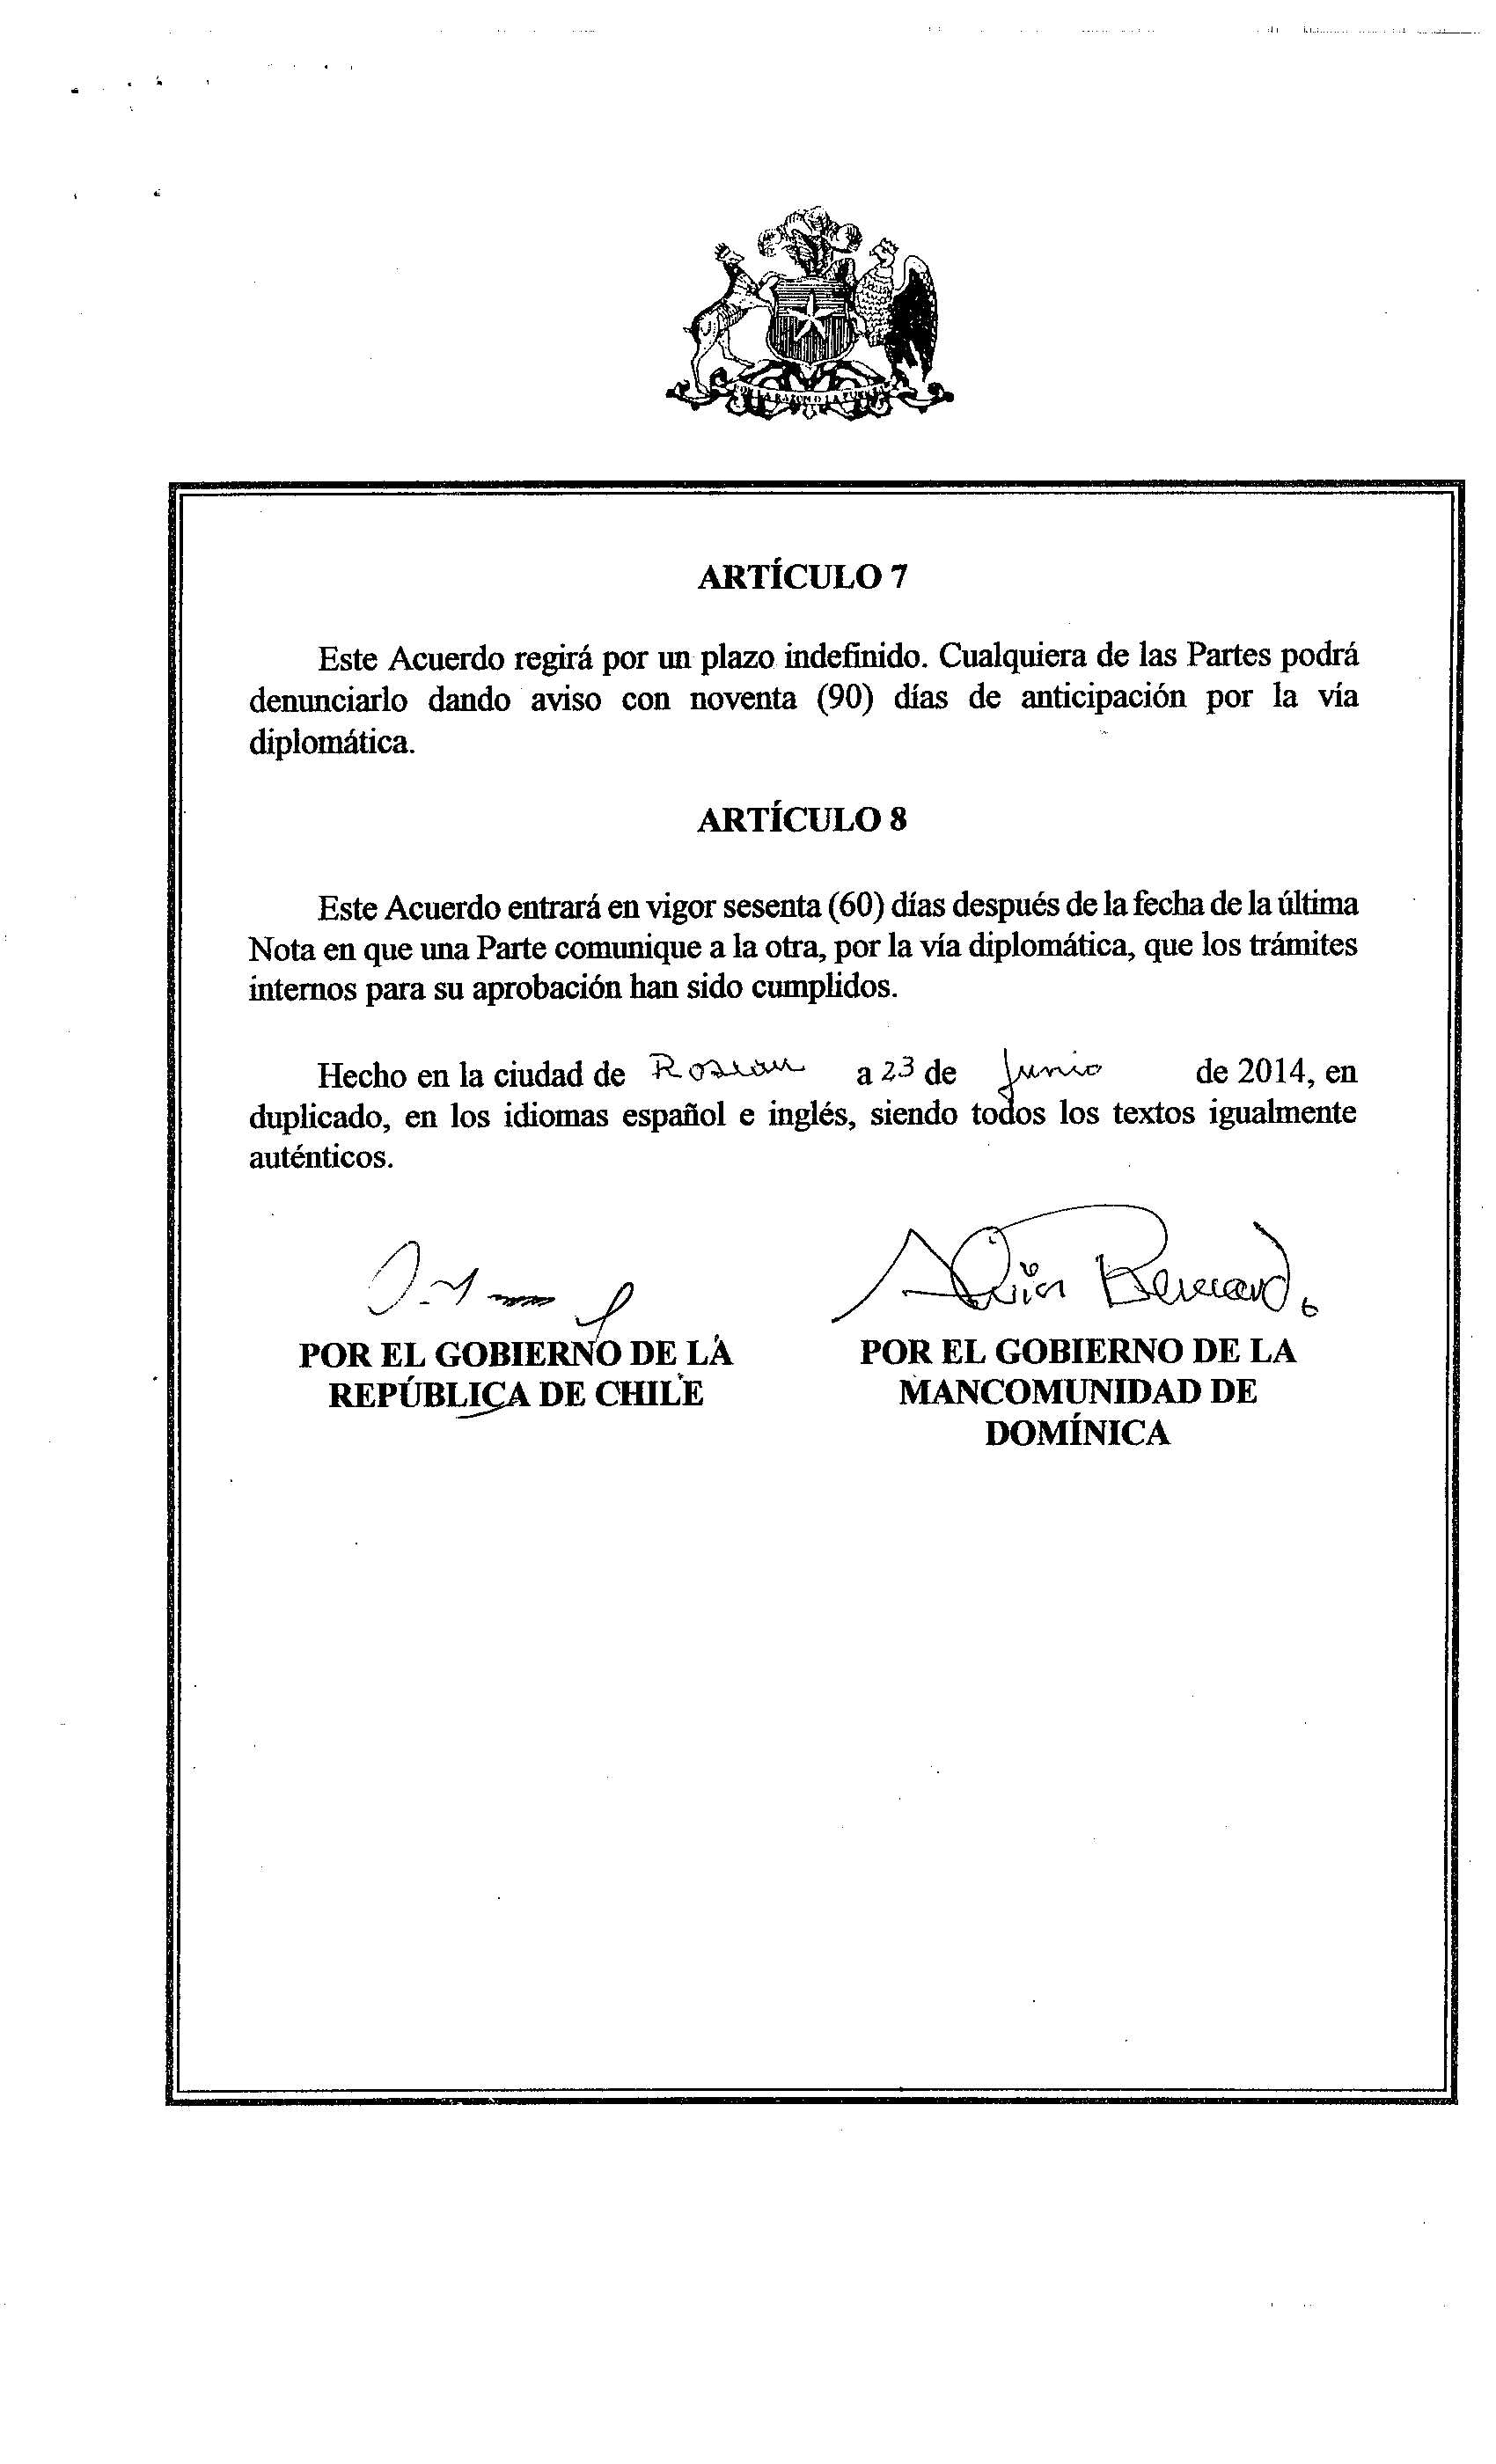 POR LA RAZON O LA FUERZA
ARTÍCULO 7
Este Acuerdo regirá por un plazo indefinido. Cualquiera de las Partes podrá
denunciarlo dando aviso con noventa (90) días de anticipación por la vía
diplomática.
ARTÍCULO 8
Este Acuerdo entrará en vigor sesenta (60) días después de la fecha de la última
Nota en que una Parte comunique a la otra, por la vía diplomática, que los trámites
internos para su aprobación han sido cumplidos.
Hecho en la ciudad de Roseau a 23 de Junio de 2014, en
duplicado, en los idiomas español e inglés, siendo todos los textos igualmente
auténticos.
POR EL GOBIERNO DE LA
REPÚBLICA DE CHILE
POR EL GOBIERNO DE LA
MANCOMUNIDAD DE
DOMÍNICA